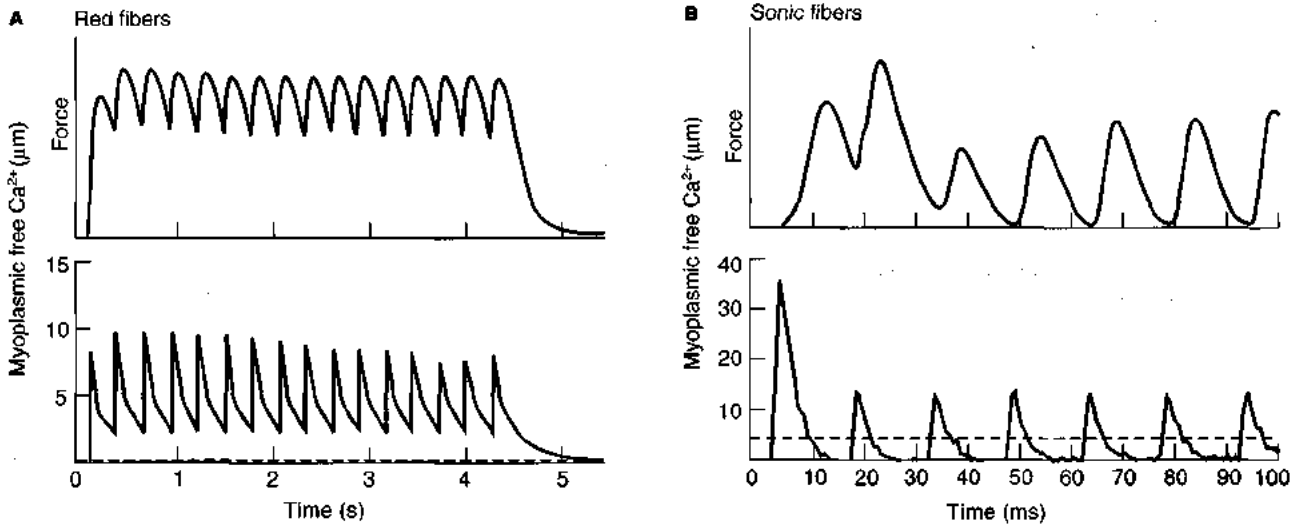 A Red fibers
Force
Myoplasmic free Ca²⁺ (μm)
15
10
5
0 1 2 3 4 5
Time (s)
B Sonic fibers
Force
Myoplasmic free Ca²⁺ (μm)
40
30
20
10
0 10 20 30 40 50 60 70 80 90 100
Time (ms)